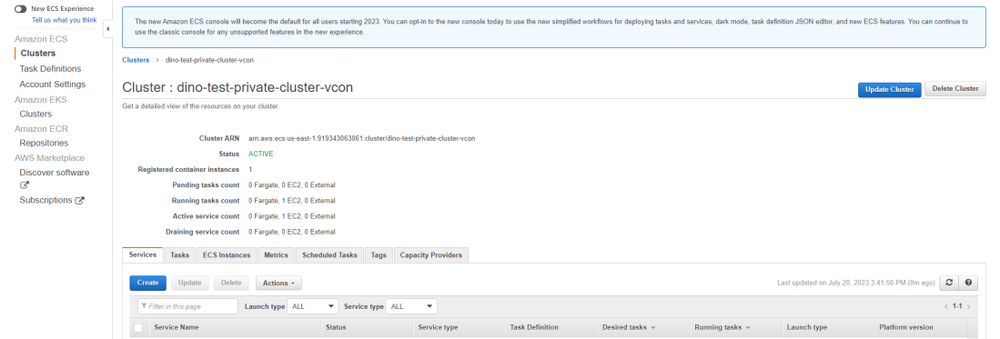 New ECS Experience
Tell us what you think
Amazon ECS
Clusters
Task Definitions
Account Settings
Amazon EKS
Clusters
Amazon ECR
Repositories
AWS Marketplace
Discover software
Subscriptions
The new Amazon ECS console will become the default for all users starting 2023. You can opt-in to the new console today to use the new simplified workflows for deploying tasks and services, dark mode, task definition JSON editor, and new ECS features. You can continue to
use the classic console for any unsupported features in the new experience.
Clusters > dino-test-private-cluster-vcon
Cluster : dino-test-private-cluster-vcon
Update Cluster Delete Cluster
Get a detailed view of the resources on your cluster.
Cluster ARN arn:aws:ecs:us-east-1:919343063061:cluster/dino-test-private-cluster-vcon
Status ACTIVE
Registered container instances 1
Pending tasks count 0 Fargate, 0 EC2, 0 External
Running tasks count 0 Fargate, 1 EC2, 0 External
Active service count 0 Fargate, 1 EC2, 0 External
Draining service count 0 Fargate, 0 EC2, 0 External
Services Tasks ECS Instances Metrics Scheduled Tasks Tags Capacity Providers
Create Update Delete Actions Last updated on July 20, 2023 3:41:50 PM (0m ago)
Filter in this page Launch type ALL Service type ALL < 1-1 >
Service Name Status Service type Task Definition Desired tasks Running tasks Launch type Platform version